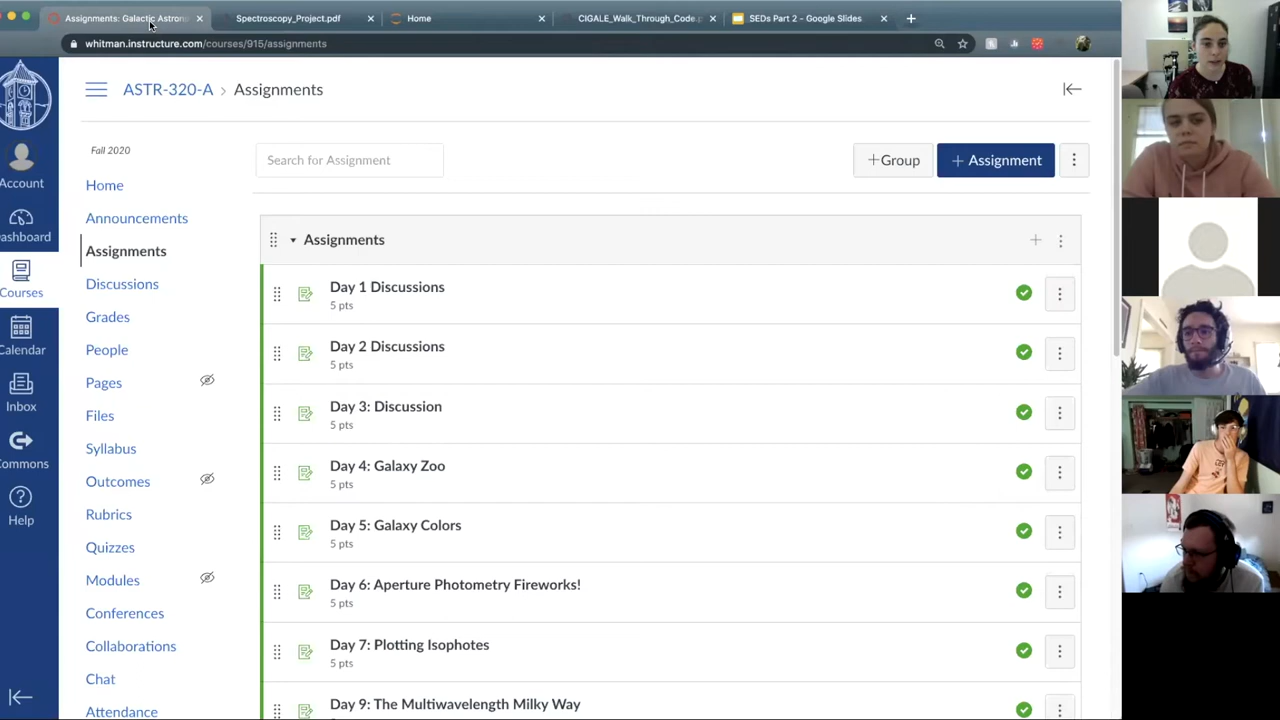 Assignments: Galactic Astron
Spectroscopy_Project.pdf
Home
CIGALE_Walk_Through_Code.p
SEDs Part 2 - Google Slides
whitman.instructure.com/courses/915/assignments
ASTR-320-A > Assignments
Fall 2020
Search for Assignment
+Group
+ Assignment
Account
Dashboard
Courses
Calendar
Inbox
Commons
Help
Home
Announcements
Assignments
Discussions
Grades
People
Pages
Files
Syllabus
Outcomes
Rubrics
Quizzes
Modules
Conferences
Collaborations
Chat
Attendance
Assignments
Day 1 Discussions
5 pts
Day 2 Discussions
5 pts
Day 3: Discussion
5 pts
Day 4: Galaxy Zoo
5 pts
Day 5: Galaxy Colors
5 pts
Day 6: Aperture Photometry Fireworks!
5 pts
Day 7: Plotting Isophotes
5 pts
Day 9: The Multiwavelength Milky Way